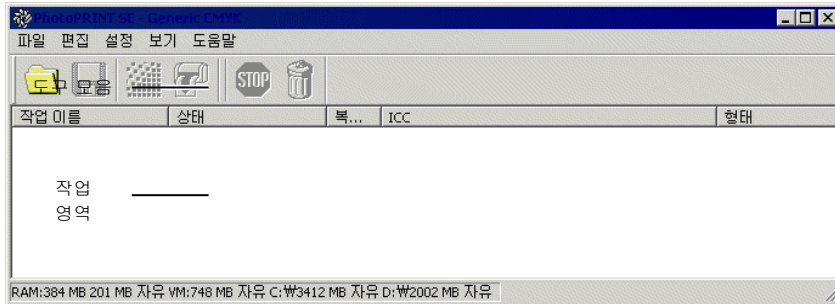 PhotoPRINT SE - Generic CMYK
파일 편집 설정 보기 도움말
도구 모음 STOP
작업 이름 상태 복... ICC 형태
작업
영역
RAM:384 MB 201 MB 자유 VM:748 MB 자유 C:₩3412 MB 자유 D:₩2002 MB 자유